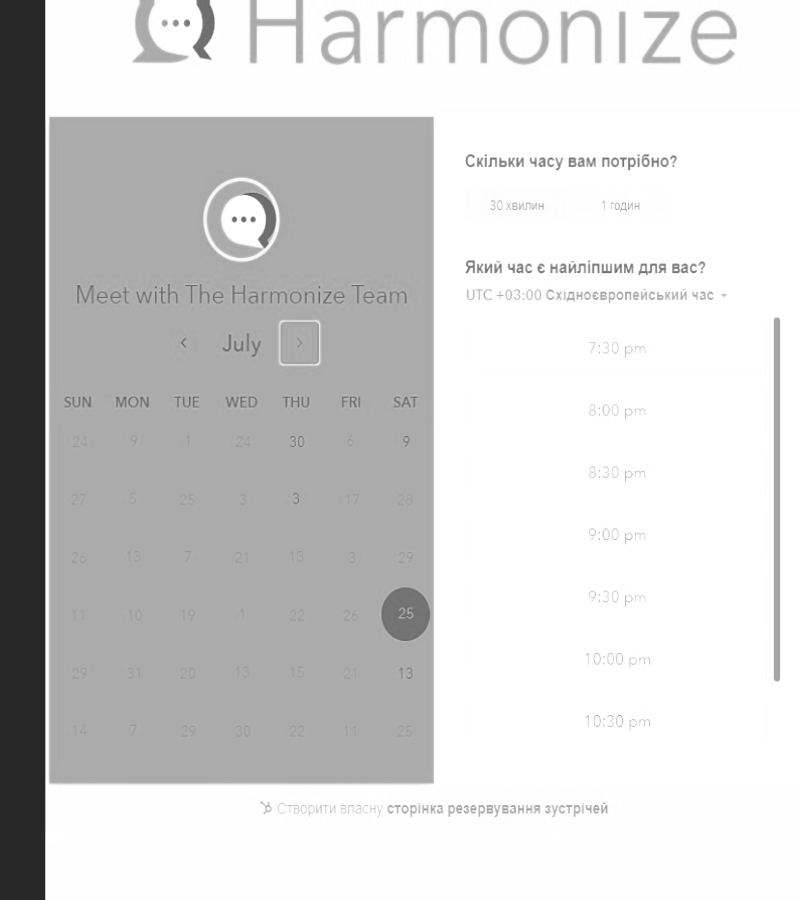 Harmonize
Meet with The Harmonize Team
July
SUN MON TUE WED THU FRI SAT
24 9 1 24 30 6 9
27 5 25 3 3 17 28
26 13 7 21 13 3 29
11 10 19 1 22 26 25
29 31 20 13 15 21 13
14 7 29 30 22 11 25
Скільки часу вам потрібно?
30 хвилин 1 годин
Який час є найліпшим для вас?
UTC +03:00 Східноєвропейський час
7:30 pm
8:00 pm
8:30 pm
9:00 pm
9:30 pm
10:00 pm
10:30 pm
Створити власну сторінка резервування зустрічей